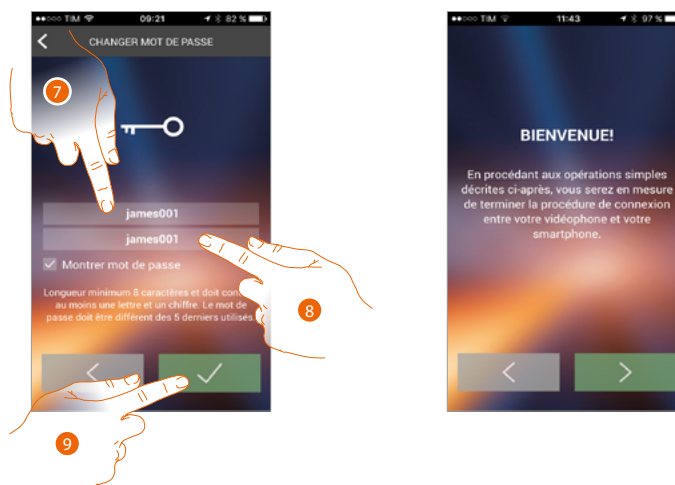 TIM 09:21 82 %
CHANGER MOT DE PASSE
7
james001
james001
Montrer mot de passe
Longueur minimum 8 caractères et doit
au moins une lettre et un chiffre. Le mot de
passe doit être différent des 5 derniers utilisés.
8
9
TIM 11:43 97 %
BIENVENUE!
En procédant aux opérations simples
décrites ci-après, vous serez en mesure
de terminer la procédure de connexion
entre votre vidéophone et votre
smartphone.